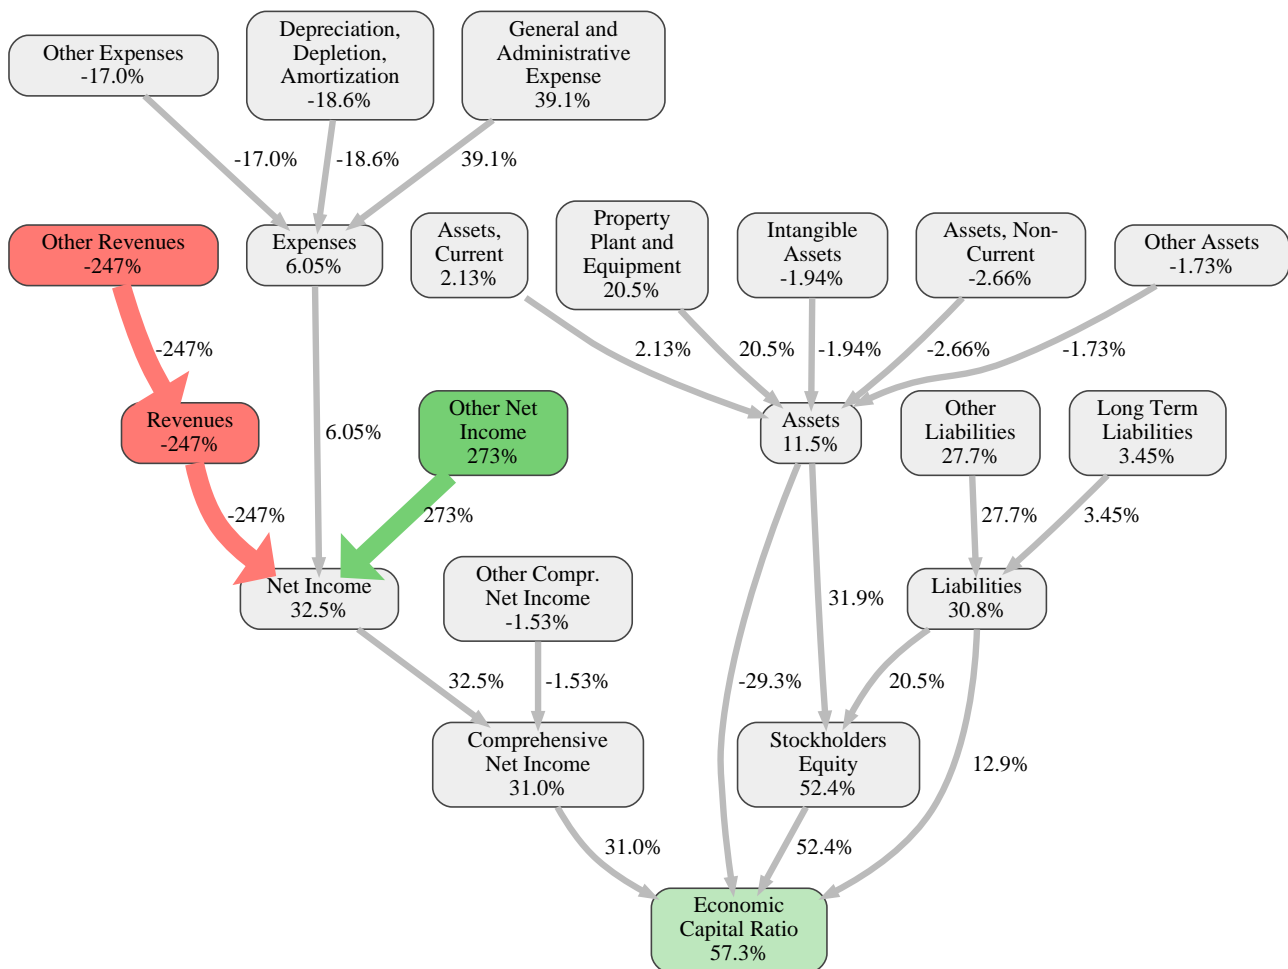 Other Expenses
-17.0%
Depreciation,
Depletion,
Amortization
-18.6%
General and
Administrative
Expense
39.1%
-17.0%
-18.6%
39.1%
Other Revenues
-247%
Expenses
6.05%
Assets,
Current
2.13%
Property
Plant and
Equipment
20.5%
Intangible
Assets
-1.94%
Assets, Non-
Current
-2.66%
Other Assets
-1.73%
-247%
2.13%
20.5%
-1.94%
-2.66%
-1.73%
Revenues
-247%
6.05%
Other Net
Income
273%
Assets
11.5%
Other
Liabilities
27.7%
Long Term
Liabilities
3.45%
-247%
273%
27.7%
3.45%
Net Income
32.5%
Other Compr.
Net Income
-1.53%
31.9%
Liabilities
30.8%
32.5%
-1.53%
-29.3%
20.5%
Comprehensive
Net Income
31.0%
Stockholders
Equity
52.4%
12.9%
31.0%
52.4%
Economic
Capital Ratio
57.3%